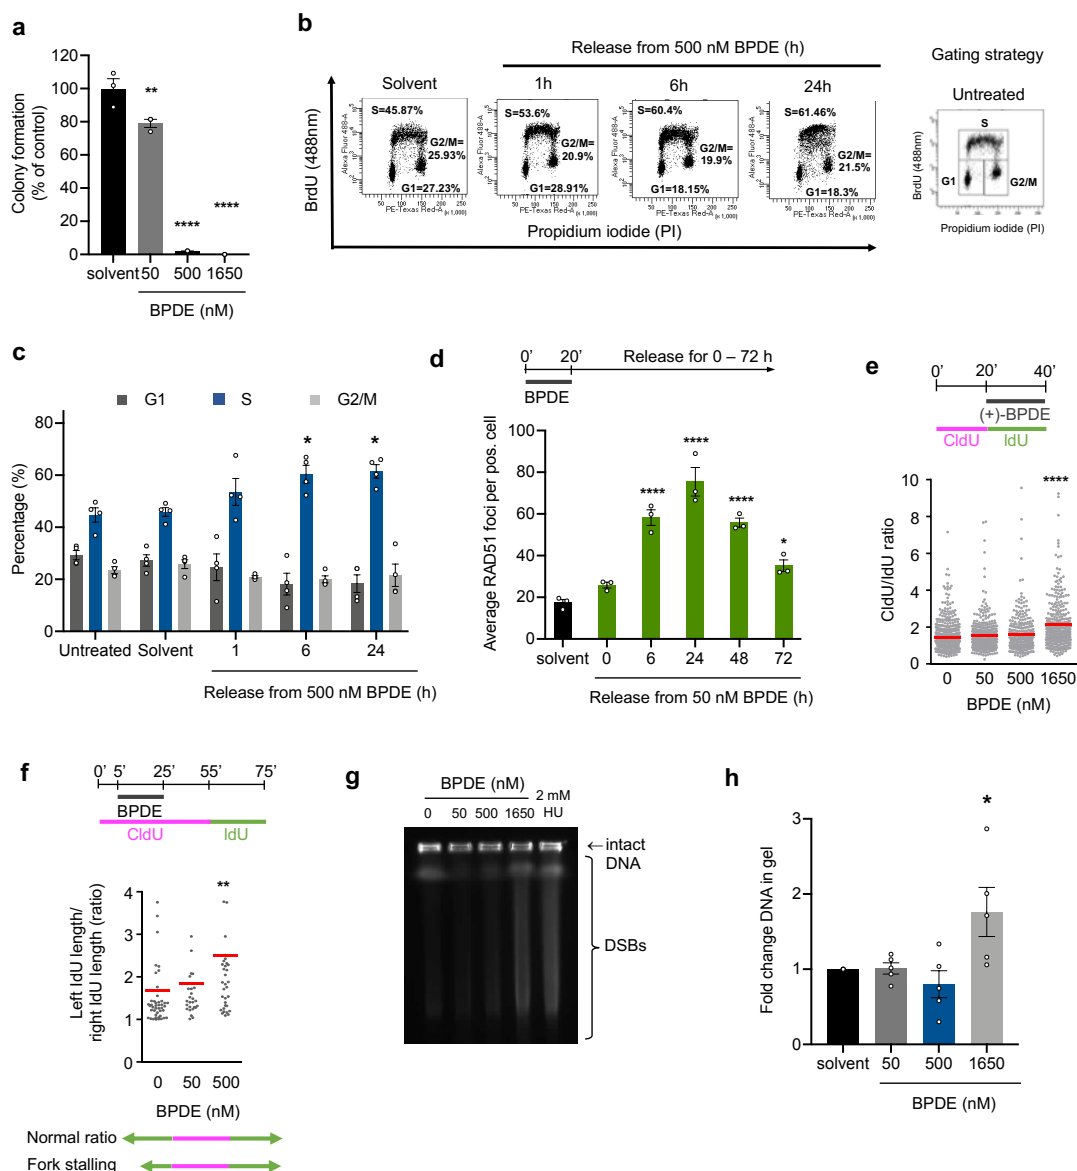 a
Colony formation
(% of control)
120
100
80
60
40
20
0
**
****
****
solvent 50 500 1650
BPDE (nM)
b
Release from 500 nM BPDE (h)
Solvent 1h 6h 24h
BrdU (488nm)
Alexa Fluor 488-A
S=45.87%
G2/M=
25.93%
G1=27.23%
S=53.6%
G2/M=
20.9%
G1=28.91%
S=60.4%
G2/M=
19.9%
G1=18.15%
S=61.46%
G2/M=
21.5%
G1=18.3%
PE-Texas Red-A
(x 1,000)
Propidium iodide (PI)
Gating strategy
Untreated
S
G1
G2/M
BrdU (488nm)
Propidium iodide (PI)
c
G1 S G2/M
Percentage (%)
80
60
40
20
0
* *
Untreated Solvent 1 6 24
Release from 500 nM BPDE (h)
d
0’ 20’ Release for 0 – 72 h
BPDE
Average RAD51 foci per pos. cell
100
80
60
40
20
0
****
****
****
*
solvent 0 6 24 48 72
Release from 50 nM BPDE (h)
e
0’ 20’ 40’
(+)-BPDE
CldU IdU
CldU/IdU ratio
10
8
6
4
2
0
****
0 50 500 1650
BPDE (nM)
f
0’ 5’ 25’ 55’ 75’
BPDE
CldU IdU
Left IdU length/
right IdU length (ratio)
4
3
2
1
0
**
0 50 500
BPDE (nM)
Normal ratio
Fork stalling
g
BPDE (nM)
0 50 500 1650
2 mM
HU
←intact
DNA
DSBs
h
Fold change DNA in gel
3
2
1
0
*
solvent 50 500 1650
BPDE (nM)